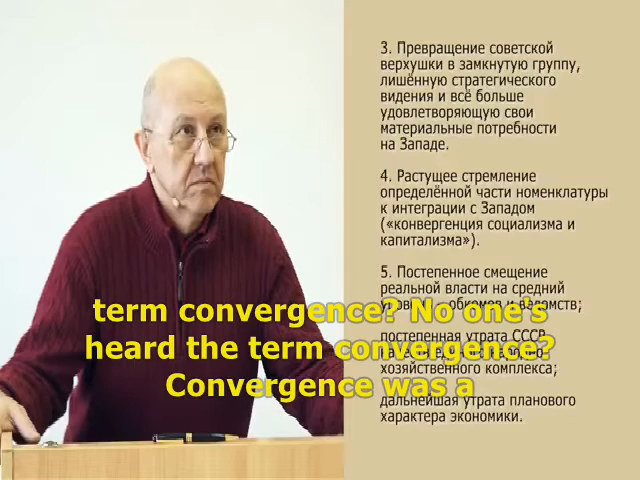 3. Превращение советской
верхушки в замкнутую группу,
лишённую стратегического
видения и всё больше
удовлетворяющую свои
материальные потребности
на Западе.
4. Растущее стремление
определённой части номенклатуры
к интеграции с Западом
(«конвергенция социализма и
капитализма»).
5. Постепенное смещение
реальной власти на средний
обкомов и ведомств;
term convergence? No one's
постепенная утрата СССР
heard the term convergence?
хозяйственного комплекса;
Convergence was a
дальнейшая утрата планового
характера экономики.